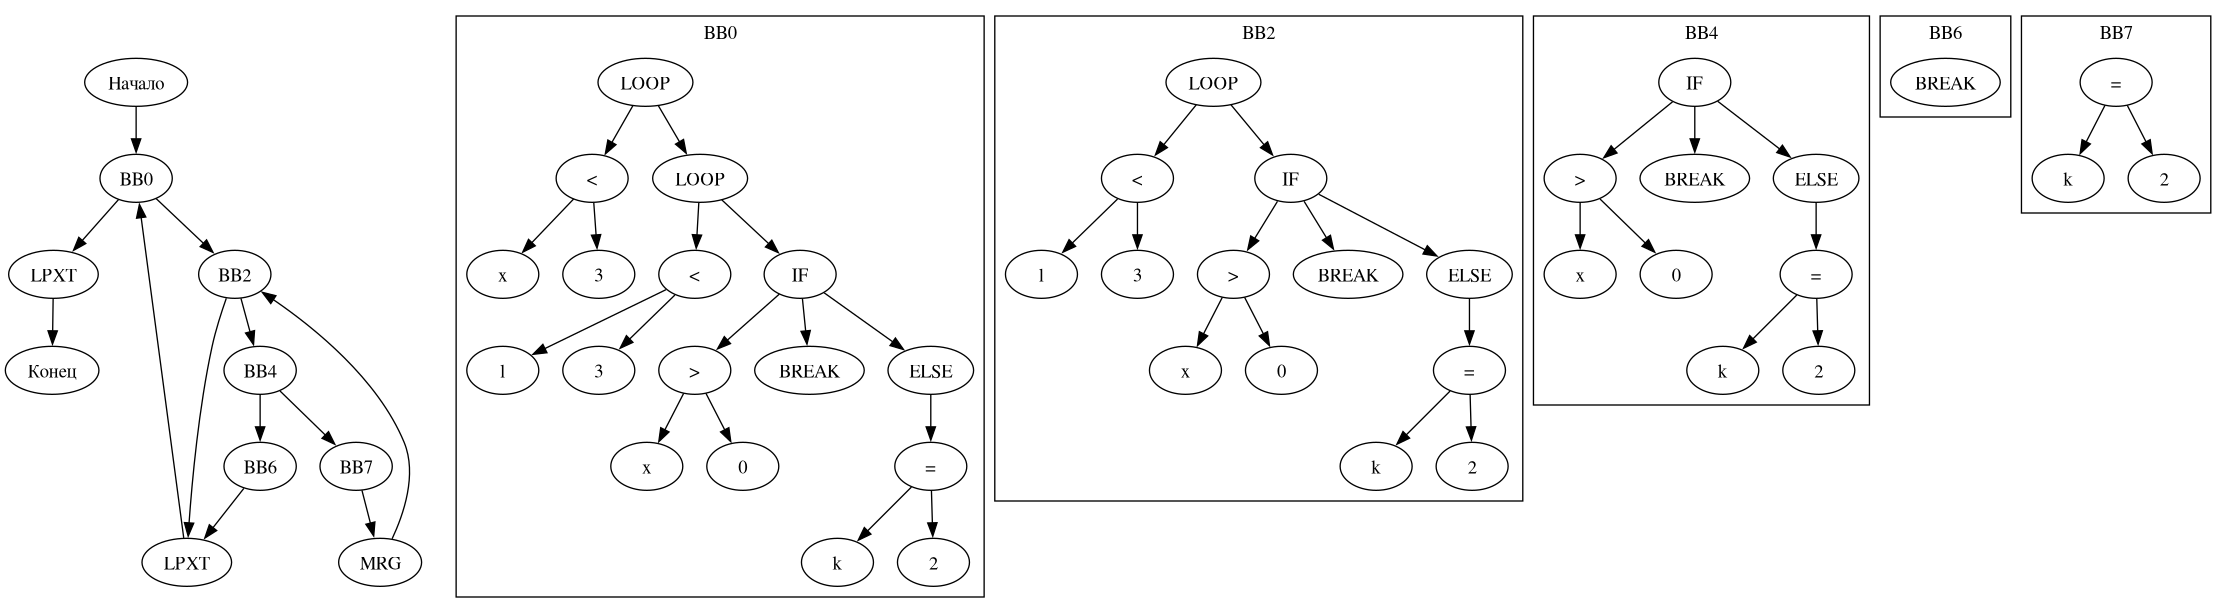 Начало
BB0
LPXT
BB2
Конец
BB4
BB6
BB7
LPXT
MRG
BB0
LOOP
<
LOOP
x
3
<
IF
1
3
>
BREAK
ELSE
x
0
=
k
2
BB2
LOOP
<
IF
1
3
>
BREAK
ELSE
x
0
=
k
2
BB4
IF
>
BREAK
ELSE
x
0
=
k
2
BB6
BREAK
BB7
=
k
2